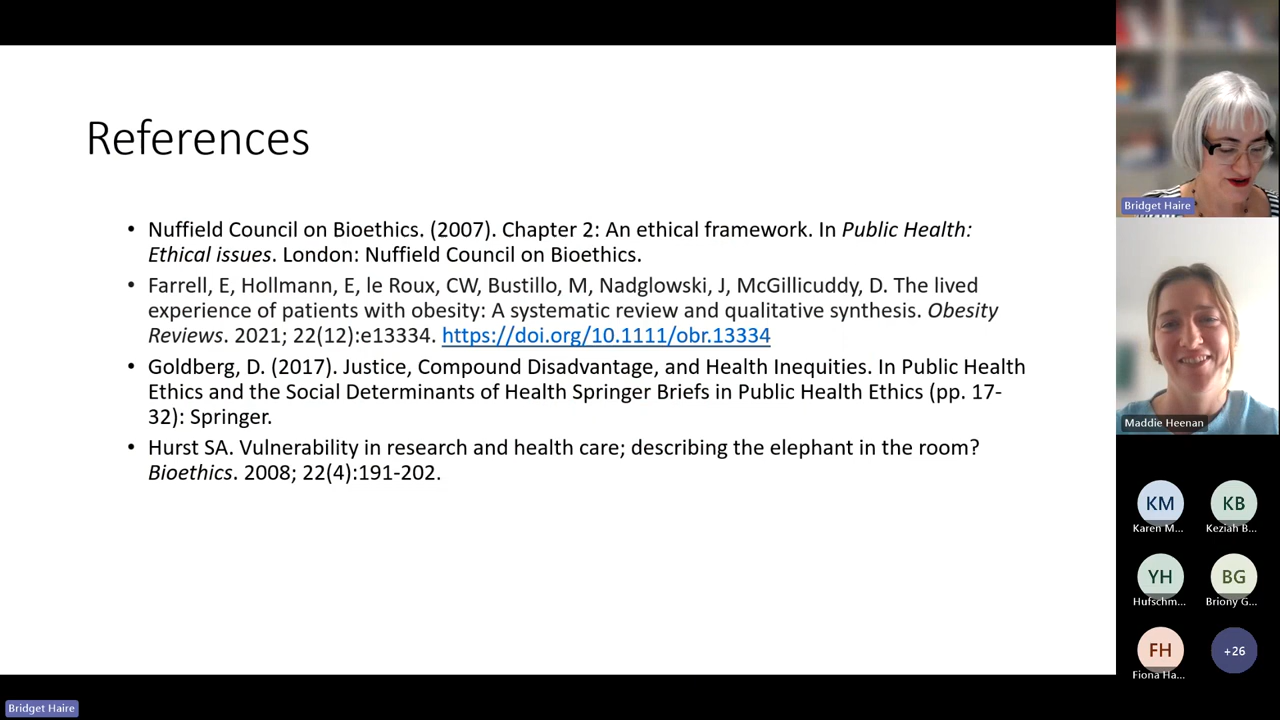 References
• Nuffield Council on Bioethics. (2007). Chapter 2: An ethical framework. In Public Health:
Ethical issues. London: Nuffield Council on Bioethics.
• Farrell, E, Hollmann, E, le Roux, CW, Bustillo, M, Nadglowski, J, McGillicuddy, D. The lived
experience of patients with obesity: A systematic review and qualitative synthesis. Obesity
Reviews. 2021; 22(12):e13334. https://doi.org/10.1111/obr.13334
• Goldberg, D. (2017). Justice, Compound Disadvantage, and Health Inequities. In Public Health
Ethics and the Social Determinants of Health Springer Briefs in Public Health Ethics (pp. 17-
32): Springer.
• Hurst SA. Vulnerability in research and health care; describing the elephant in the room?
Bioethics. 2008; 22(4):191-202.
Bridget Haire
Maddie Heenan
KM
Karen M...
KB
Keziah B...
YH
Hufschm...
BG
Briony G...
FH
Fiona Ha...
+26
Bridget Haire